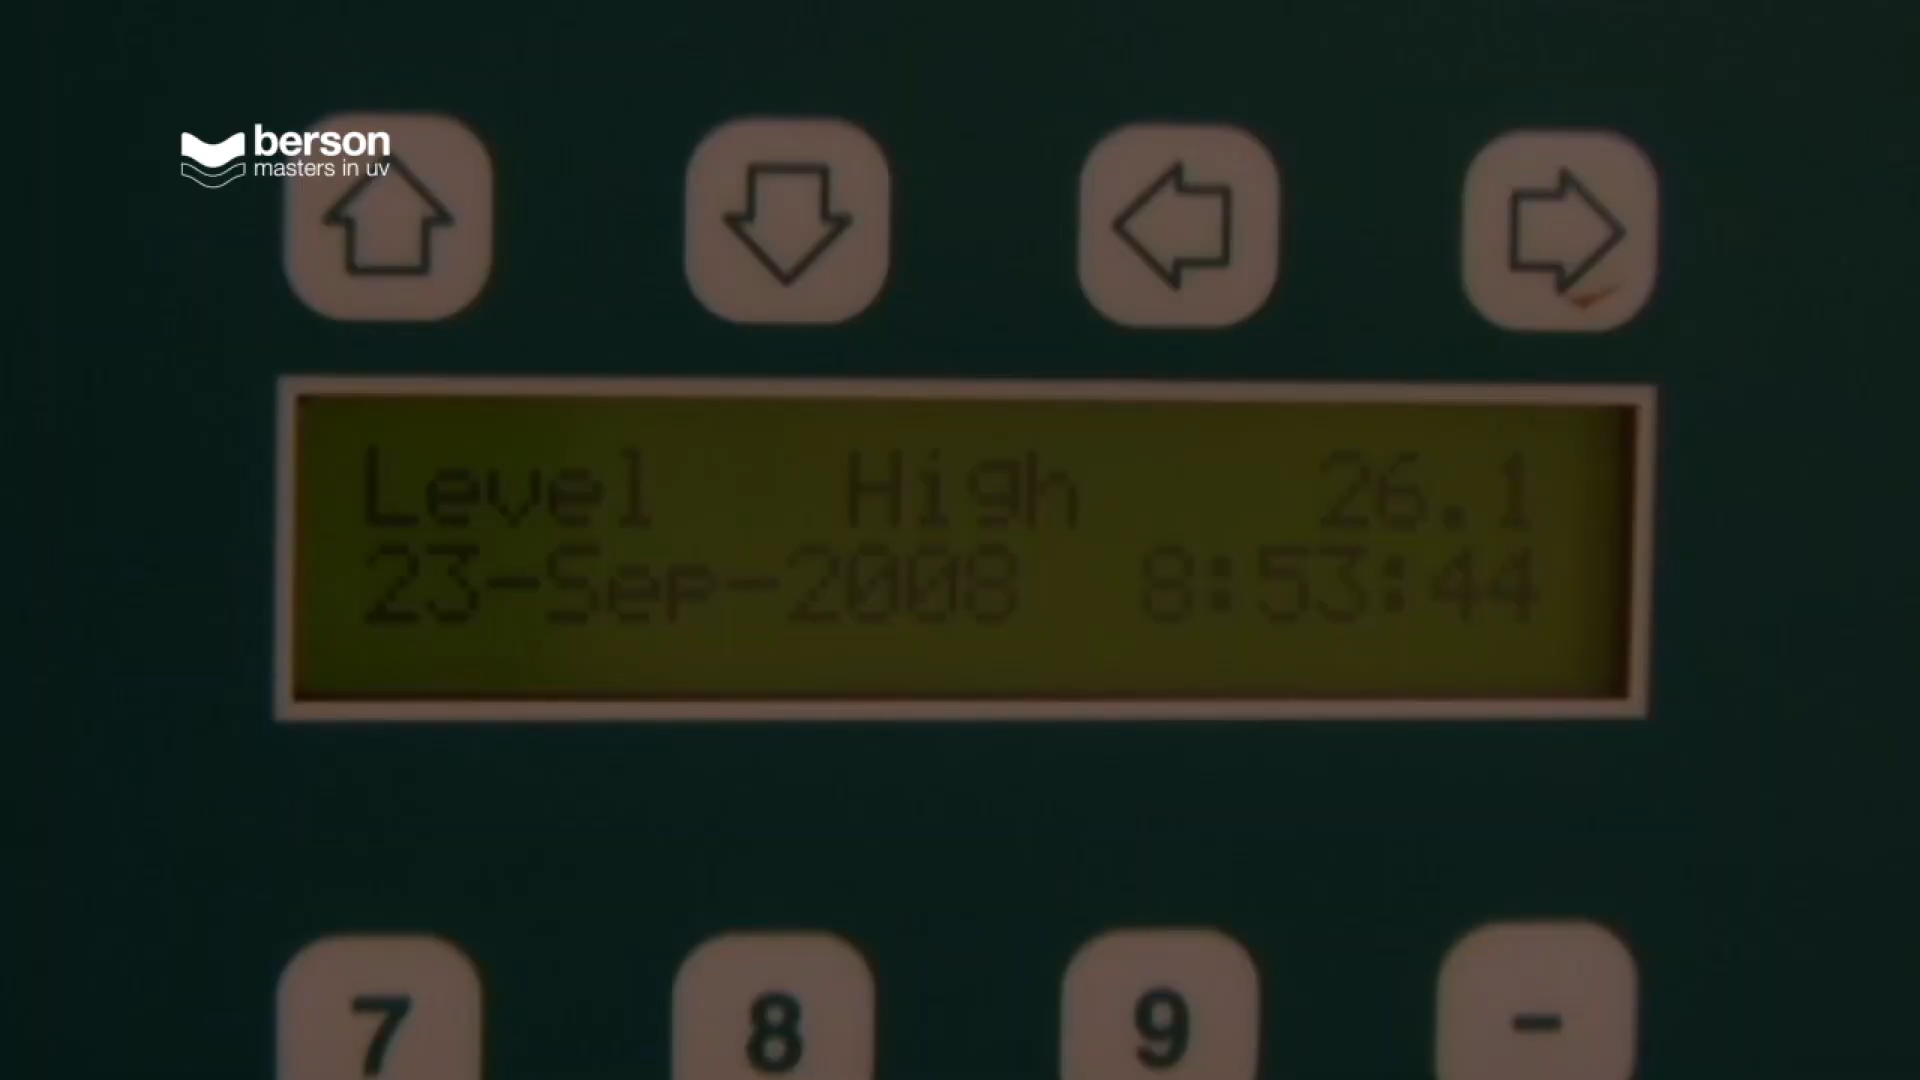 berson
masters in uv
Level High 26.1
23-Sep-2008 8:53:44
7 8 9 -